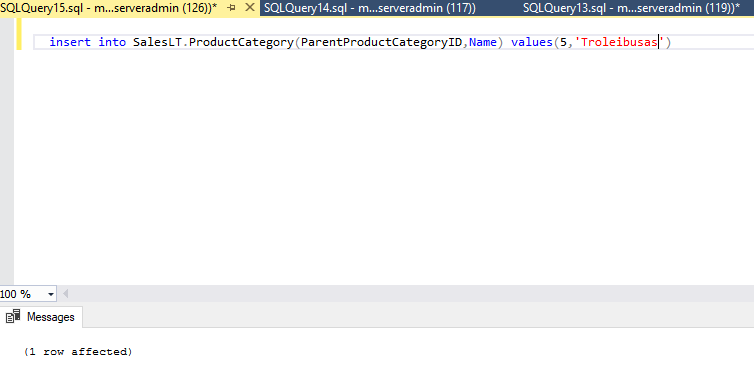 SQLQuery15.sql - m...serveradmin (126))* SQLQuery14.sql - m...serveradmin (117)) SQLQuery13.sql - m...serveradmin (119))*
insert into SalesLT.ProductCategory(ParentProductCategoryID,Name) values(5,'Troleibusas')
100 %
Messages
(1 row affected)